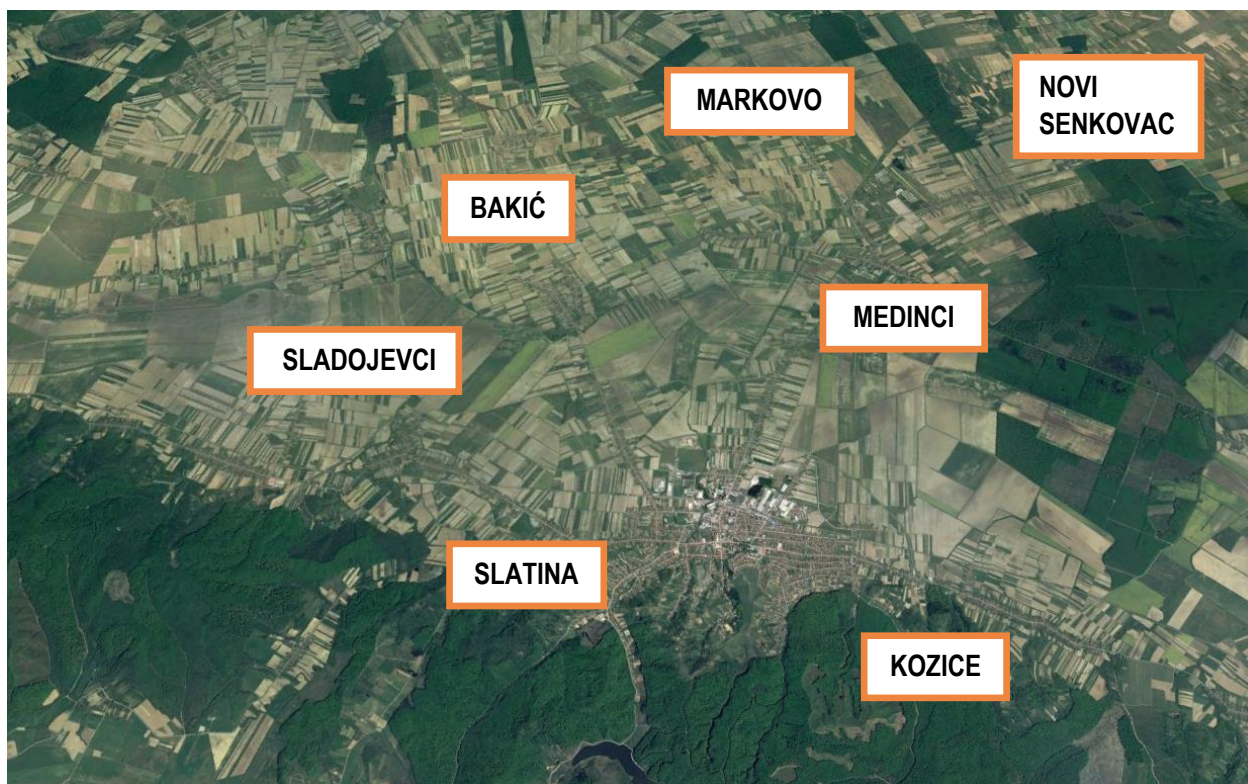 MARKOVO
NOVI
SENKOVAC
BAKIĆ
MEDINCI
SLADOJEVCI
SLATINA
KOZICE